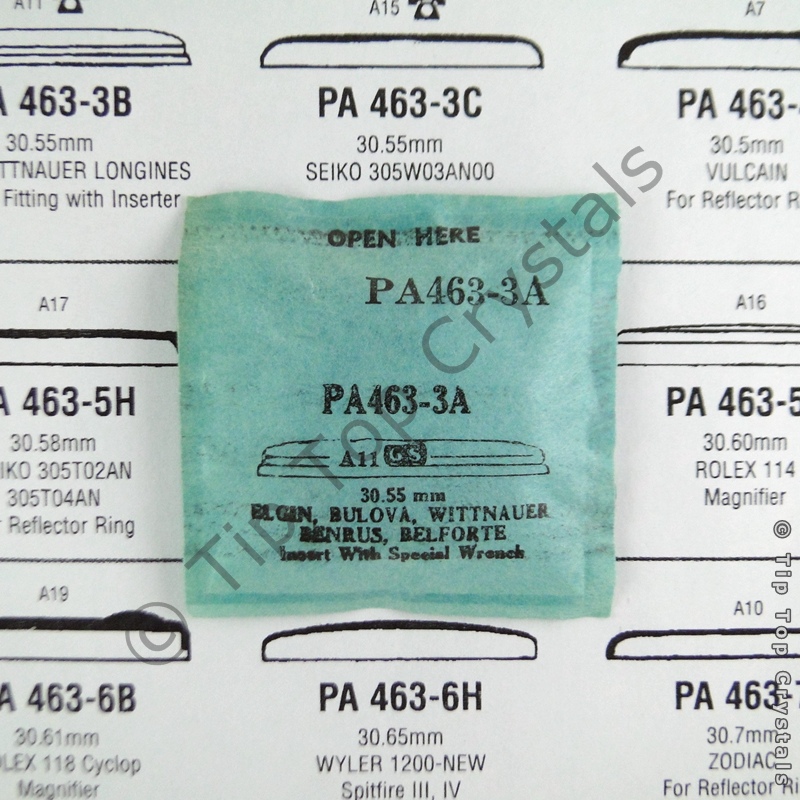 A11
A15
A7
A 463-3B
PA 463-3C
PA 463-
30.55mm
30.55mm
30.5mm
TTNAUER LONGINES
SEIKO 305W03AN00
VULCAIN
Fitting with Inserter
For Reflector R
OPEN HERE
PA463-3A
PA463-3A
A11 GS
30.55 mm
ELGIN, BULOVA, WITTNAUER
BENRUS, BELFORTE
Insert With Special Wrench
A17
A16
A 463-5H
PA 463-5
30.58mm
30.60mm
IKO 305T02AN
ROLEX 114
305T04AN
Magnifier
Reflector Ring
A19
A10
A 463-6B
PA 463-6H
PA 463-7
30.61mm
30.65mm
30.7mm
LEX 118 Cyclop
WYLER 1200-NEW
ZODIAC
Magnifier
Spitfire III, IV
For Reflector Ri
© Tip Top Crystals
© Tip Top Crystals